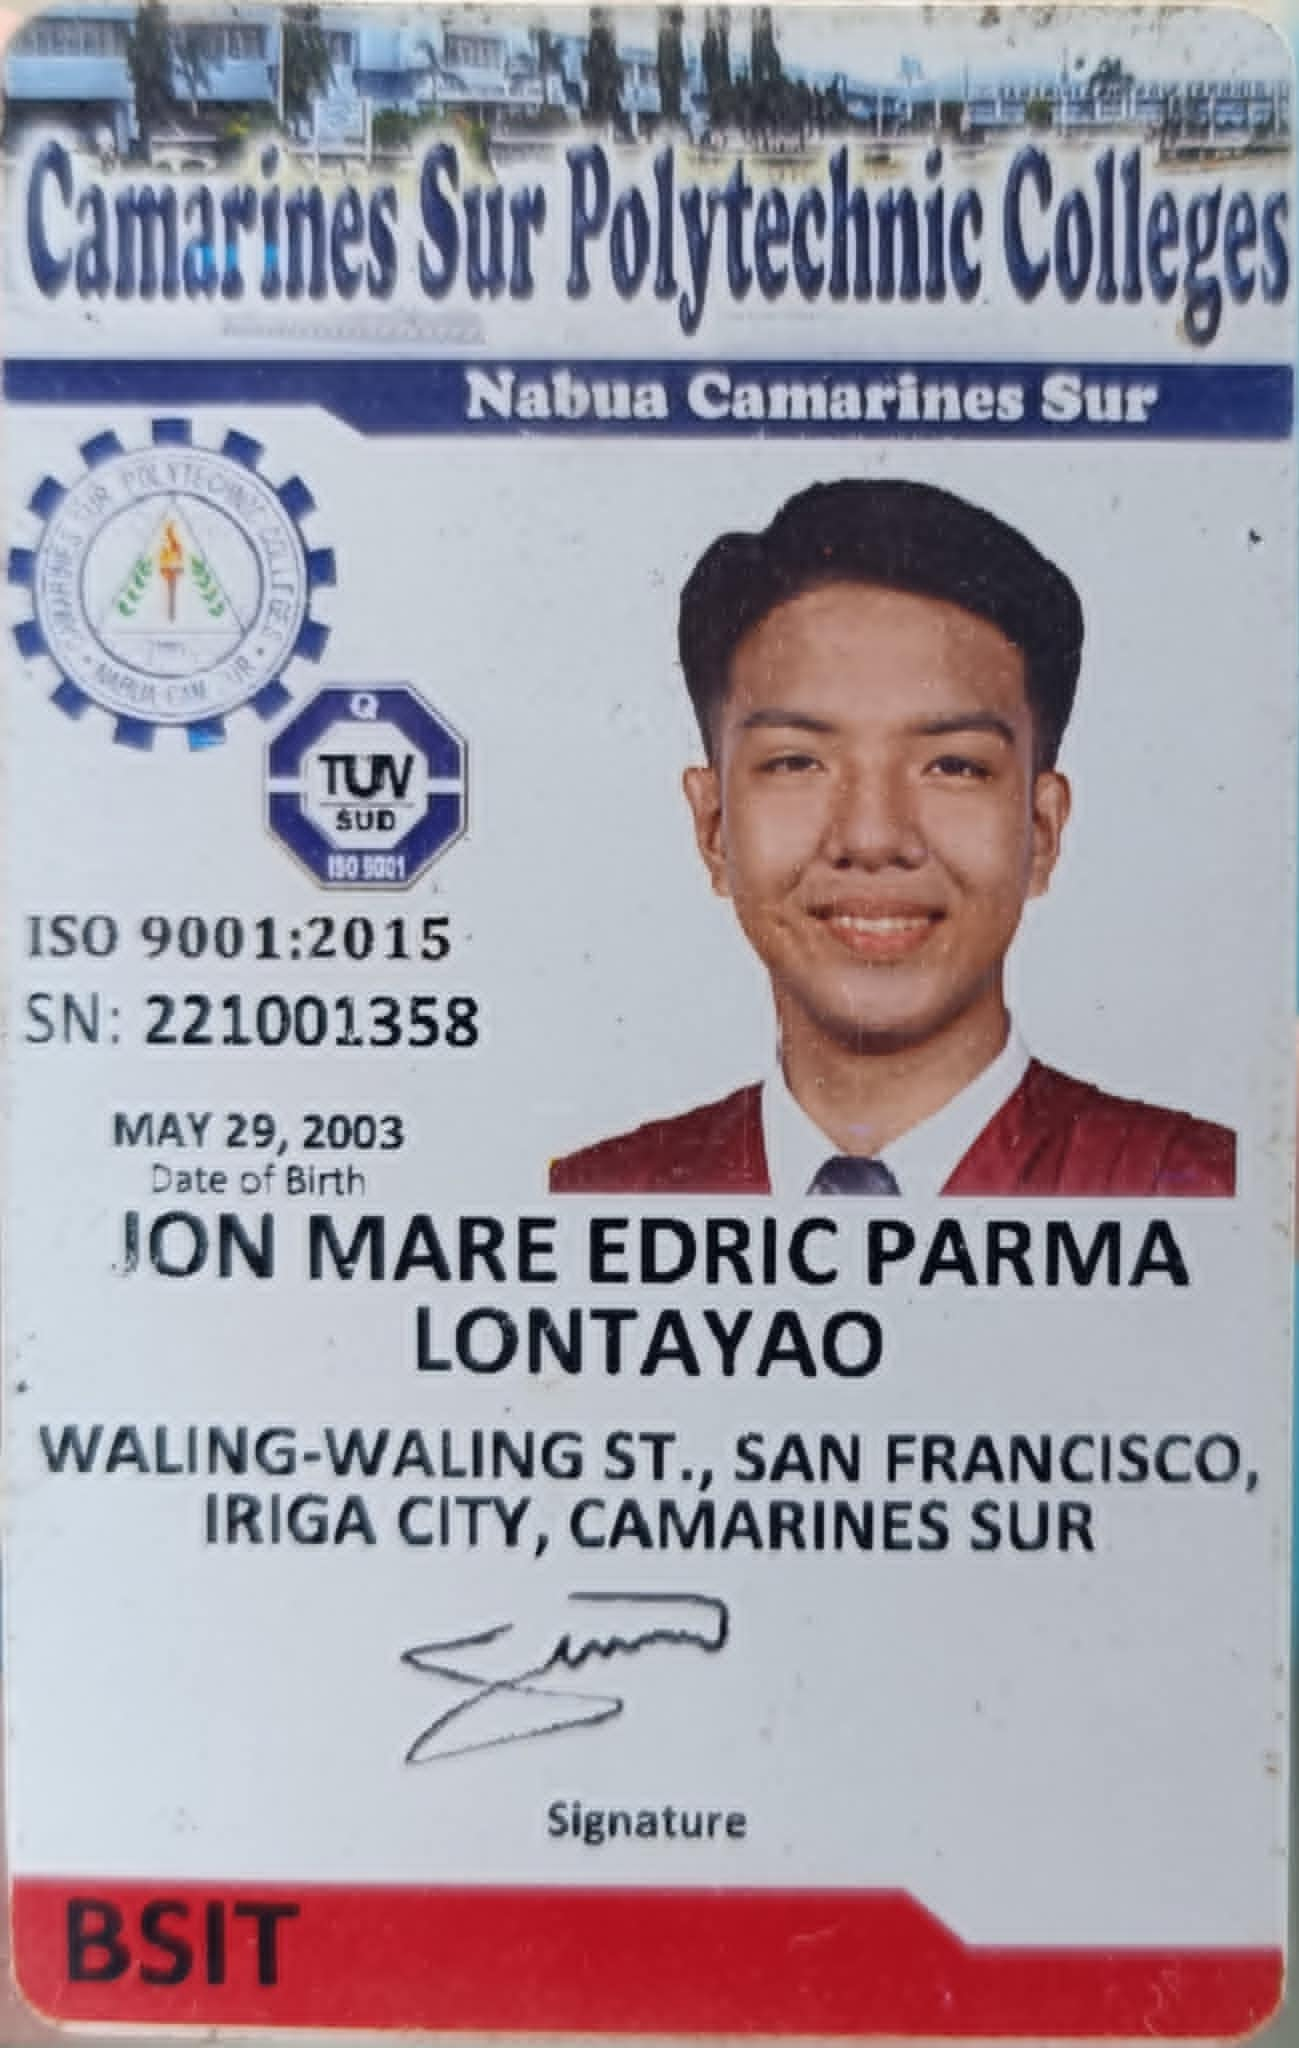 Camarines Sur Polytechnic Colleges
Nabua Camarines Sur
CAMARINES SUR POLYTECHNIC COLLEGES
NABUA CAM. SUR
Q
TUV
SUD
ISO 9001
ISO 9001:2015
SN: 221001358
MAY 29, 2003
Date of Birth
JON MARE EDRIC PARMA
LONTAYAO
WALING-WALING ST., SAN FRANCISCO,
IRIGA CITY, CAMARINES SUR
Signature
BSIT